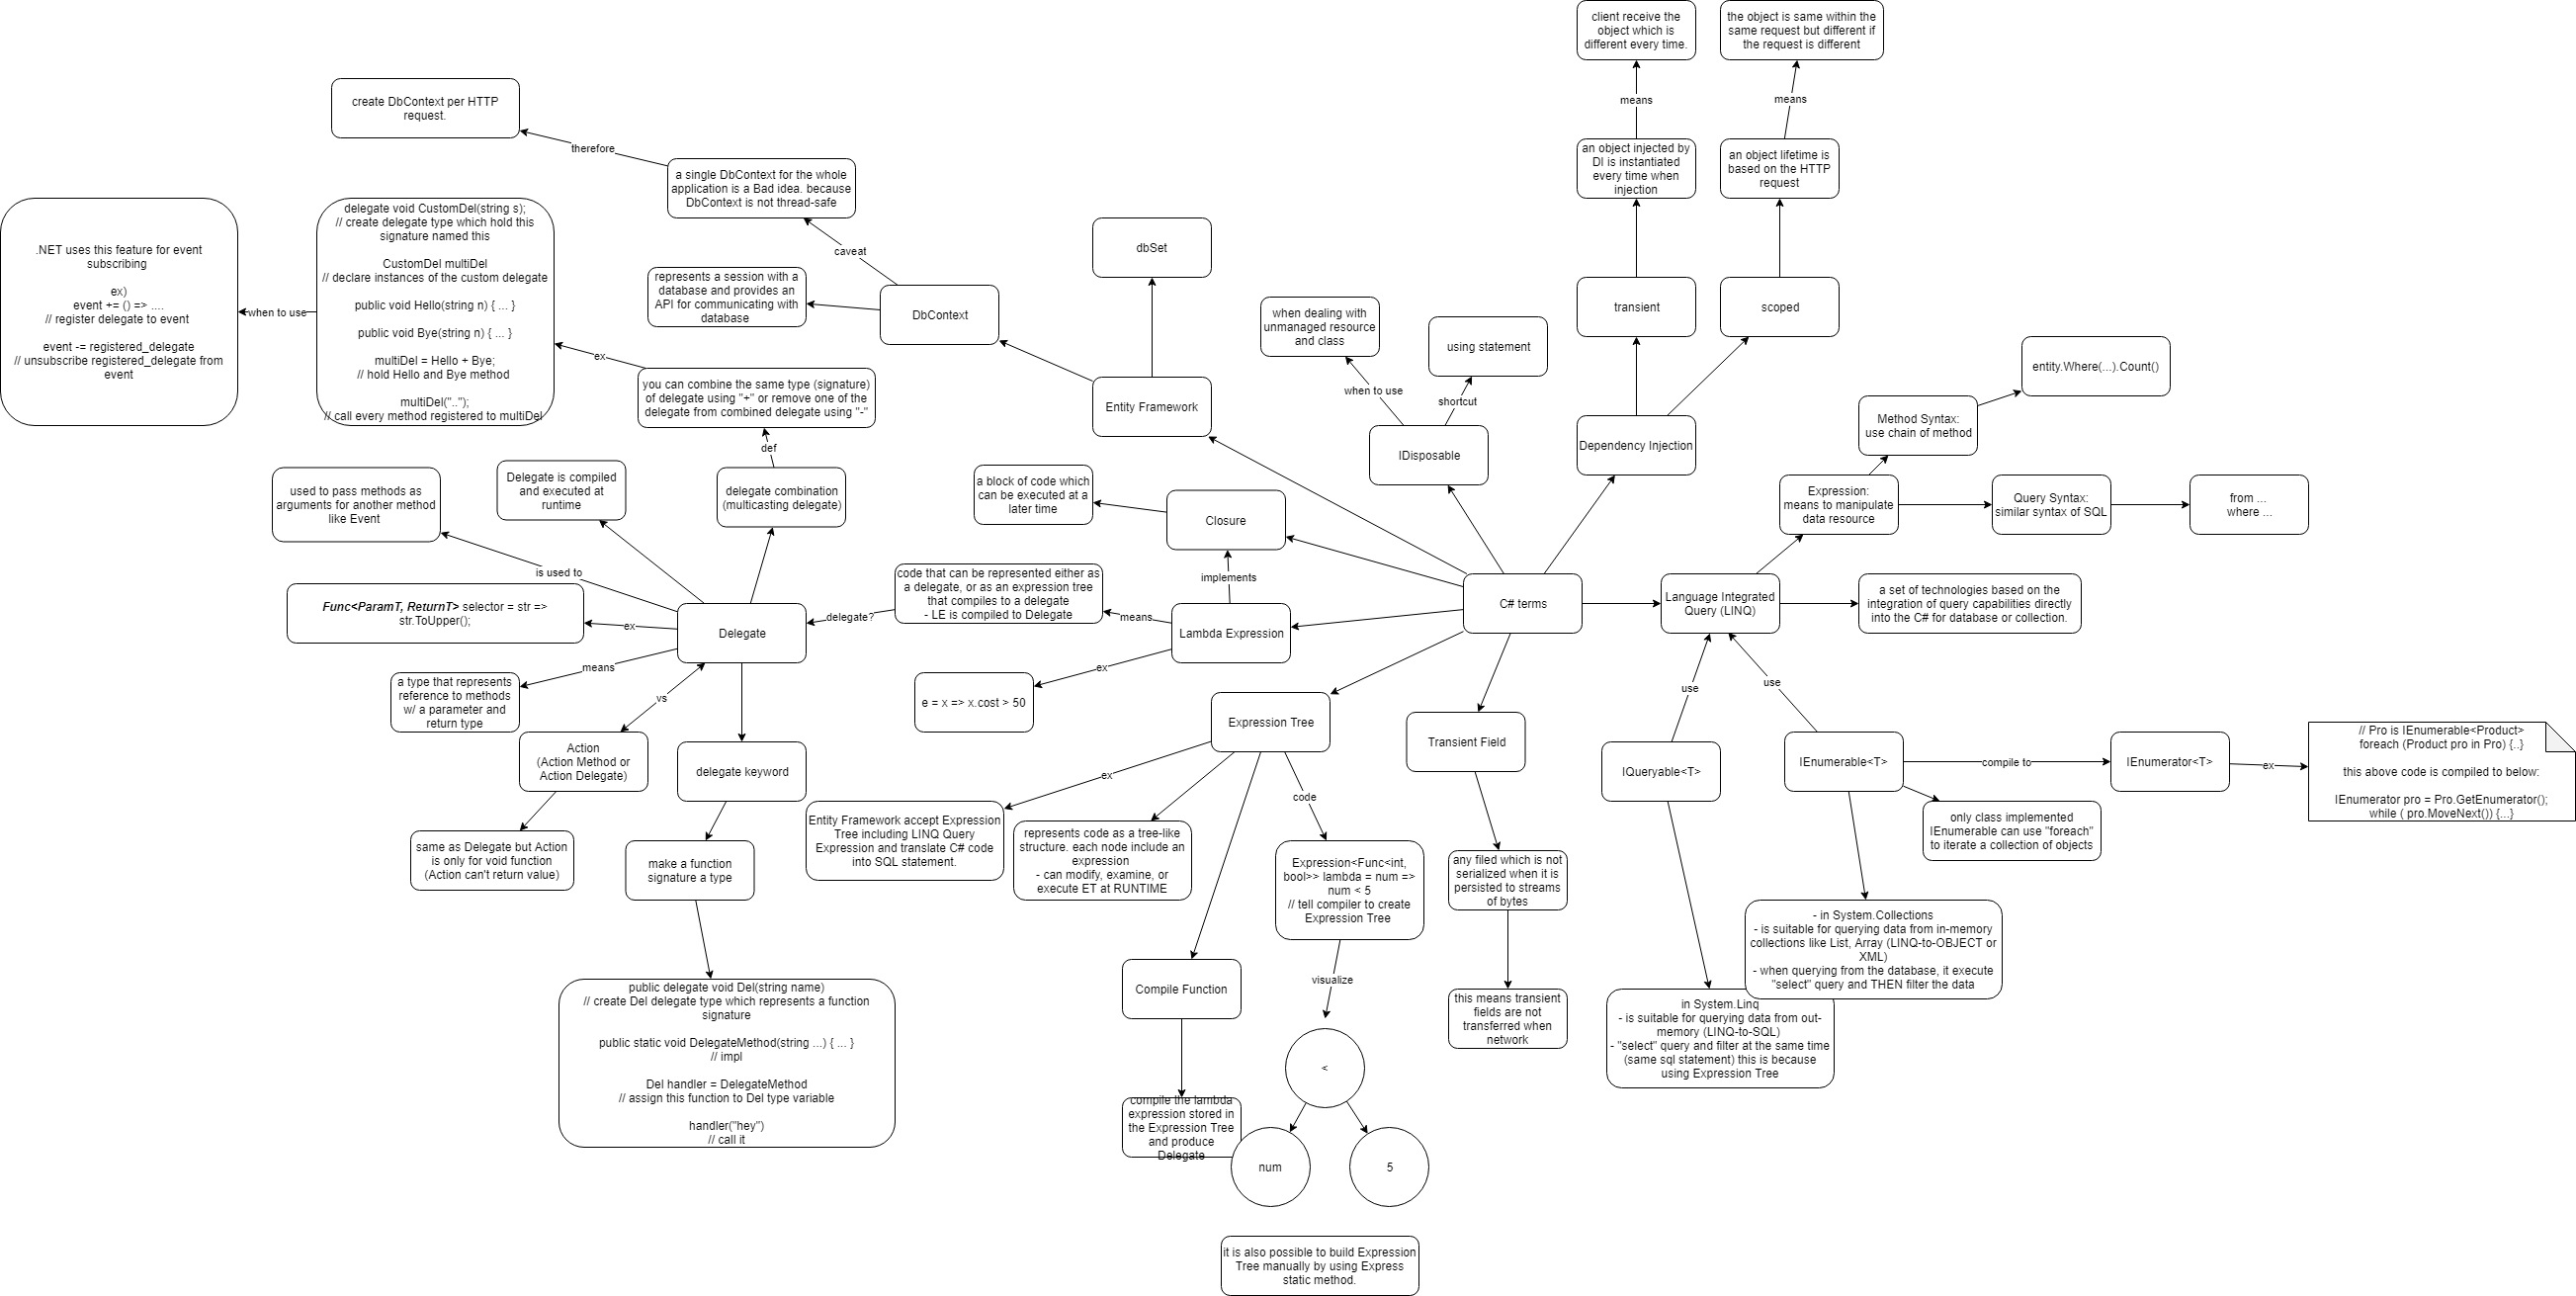 client receive the
object which is
different every time.
the object is same within the
same request but different if
the request is different
means
means
create DbContext per HTTP
request.
therefore
an object injected by
DI is instantiated
every time when
injection
an object lifetime is
based on the HTTP
request
a single DbContext for the whole
application is a Bad idea. because
DbContext is not thread-safe
caveat
dbSet
.NET uses this feature for event
subscribing
ex)
event += () => ....
// register delegate to event
event -= registered_delegate
// unsubscribe registered_delegate from
event
when to use
delegate void CustomDel(string s);
// create delegate type which hold this
signature named this
CustomDel multiDel
// declare instances of the custom delegate
public void Hello(string n) { ... }
public void Bye(string n) { ... }
multiDel = Hello + Bye;
// hold Hello and Bye method
multiDel("..");
// call every method registered to multiDel
ex
represents a session with a
database and provides an
API for communicating with
database
DbContext
when dealing with
unmanaged resource
and class
using statement
transient
scoped
you can combine the same type (signature)
of delegate using "+" or remove one of the
delegate from combined delegate using "-"
Entity Framework
when to use
shortcut
entity.Where(...).Count()
def
IDisposable
Dependency Injection
Method Syntax:
use chain of method
used to pass methods as
arguments for another method
like Event
Delegate is compiled
and executed at
runtime
delegate combination
(multicasting delegate)
a block of code which
can be executed at a
later time
Closure
Expression:
means to manipulate
data resource
Query Syntax:
similar syntax of SQL
from ...
where ...
is used to
implements
code that can be represented either as
a delegate, or as an expression tree
that compiles to a delegate
- LE is compiled to Delegate
delegate?
means
Lambda Expression
C# terms
Language Integrated
Query (LINQ)
a set of technologies based on the
integration of query capabilities directly
into the C# for database or collection.
Func<ParamT, ReturnT> selector = str =>
str.ToUpper();
ex
Delegate
means
ex
e = x => x.cost > 50
a type that represents
reference to methods
w/ a parameter and
return type
vs
use
use
Action
(Action Method or
Action Delegate)
delegate keyword
Expression Tree
Transient Field
IQueryable<T>
IEnumerable<T>
compile to
IEnumerator<T>
ex
// Pro is IEnumerable<Product>
foreach (Product pro in Pro) {..}
this above code is compiled to below:
IEnumerator pro = Pro.GetEnumerator();
while ( pro.MoveNext()) {...}
ex
code
same as Delegate but Action
is only for void function
(Action can't return value)
make a function
signature a type
Entity Framework accept Expression
Tree including LINQ Query
Expression and translate C# code
into SQL statement.
represents code as a tree-like
structure. each node include an
expression
- can modify, examine, or
execute ET at RUNTIME
Expression<Func<int,
bool>> lambda = num =>
num < 5
// tell compiler to create
Expression Tree
any filed which is not
serialized when it is
persisted to streams
of bytes
only class implemented
IEnumerable can use "foreach"
to iterate a collection of objects
- in System.Collections
- is suitable for querying data from in-memory
collections like List, Array (LINQ-to-OBJECT or
XML)
- when querying from the database, it execute
"select" query and THEN filter the data
public delegate void Del(string name)
// create Del delegate type which represents a function
signature
public static void DelegateMethod(string ...) { ... }
// impl
Del handler = DelegateMethod
// assign this function to Del type variable
handler("hey")
// call it
Compile Function
visualize
this means transient
fields are not
transferred when
network
in System.Linq
- is suitable for querying data from out-
memory (LINQ-to-SQL)
- "select" query and filter at the same time
(same sql statement) this is because
using Expression Tree
<
compile the lambda
expression stored in
the Expression Tree
and produce
Delegate
num
5
it is also possible to build Expression
Tree manually by using Express
static method.